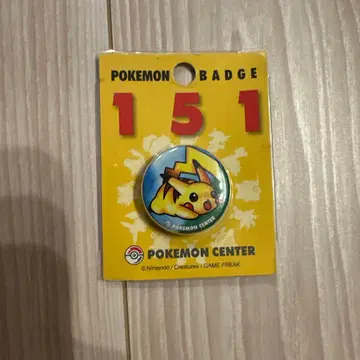 POKEMON BADGE
151
POKEMON CENTER
POKEMON CENTER
© Nintendo / Creatures / GAME FREAK